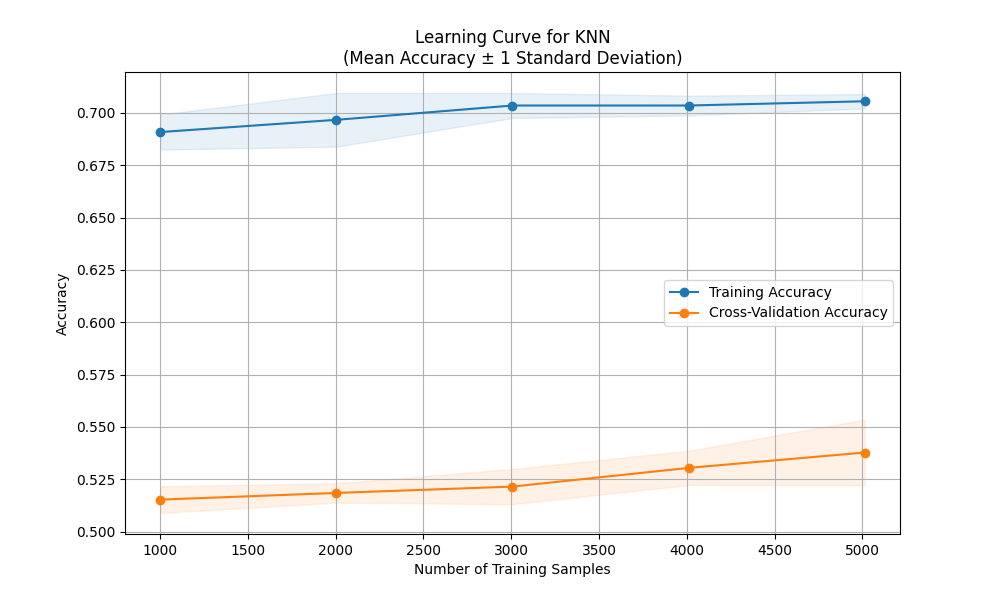 Learning Curve for KNN
(Mean Accuracy ± 1 Standard Deviation)
0.700
0.675
0.650
0.625
0.600
0.575
0.550
0.525
0.500
Accuracy
Training Accuracy
Cross-Validation Accuracy
1000 1500 2000 2500 3000 3500 4000 4500 5000
Number of Training Samples